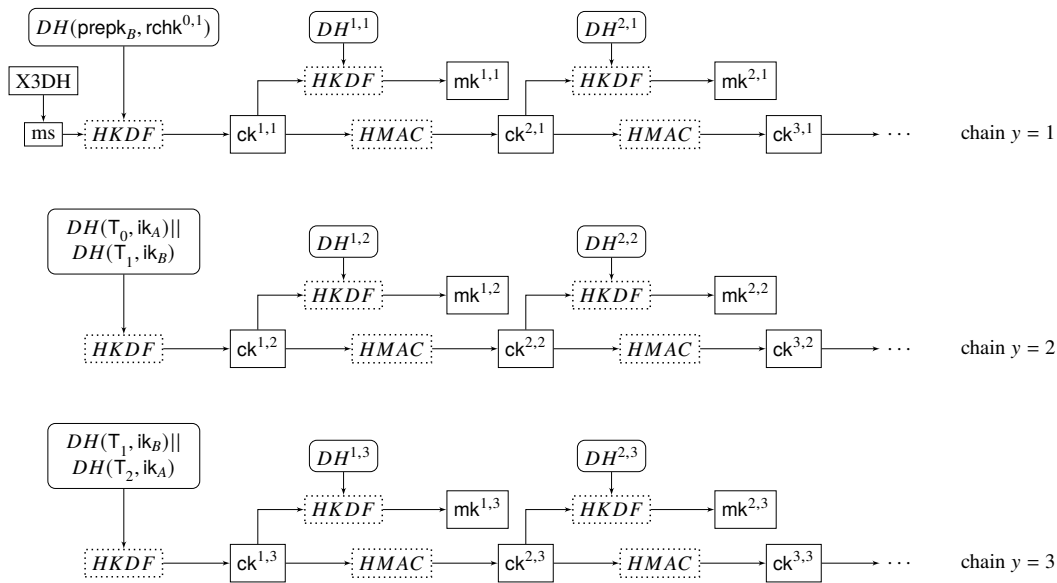 DH(prepk_B, rchk^{0,1}) DH^{1,1} DH^{2,1}
X3DH HKDF mk^{1,1} HKDF mk^{2,1}
ms HKDF ck^{1,1} HMAC ck^{2,1} HMAC ck^{3,1} ··· chain y = 1
DH(T_0, ik_A)||
DH(T_1, ik_B) DH^{1,2} DH^{2,2}
HKDF mk^{1,2} HKDF mk^{2,2}
HKDF ck^{1,2} HMAC ck^{2,2} HMAC ck^{3,2} ··· chain y = 2
DH(T_1, ik_B)||
DH(T_2, ik_A) DH^{1,3} DH^{2,3}
HKDF mk^{1,3} HKDF mk^{2,3}
HKDF ck^{1,3} HMAC ck^{2,3} HMAC ck^{3,3} ··· chain y = 3